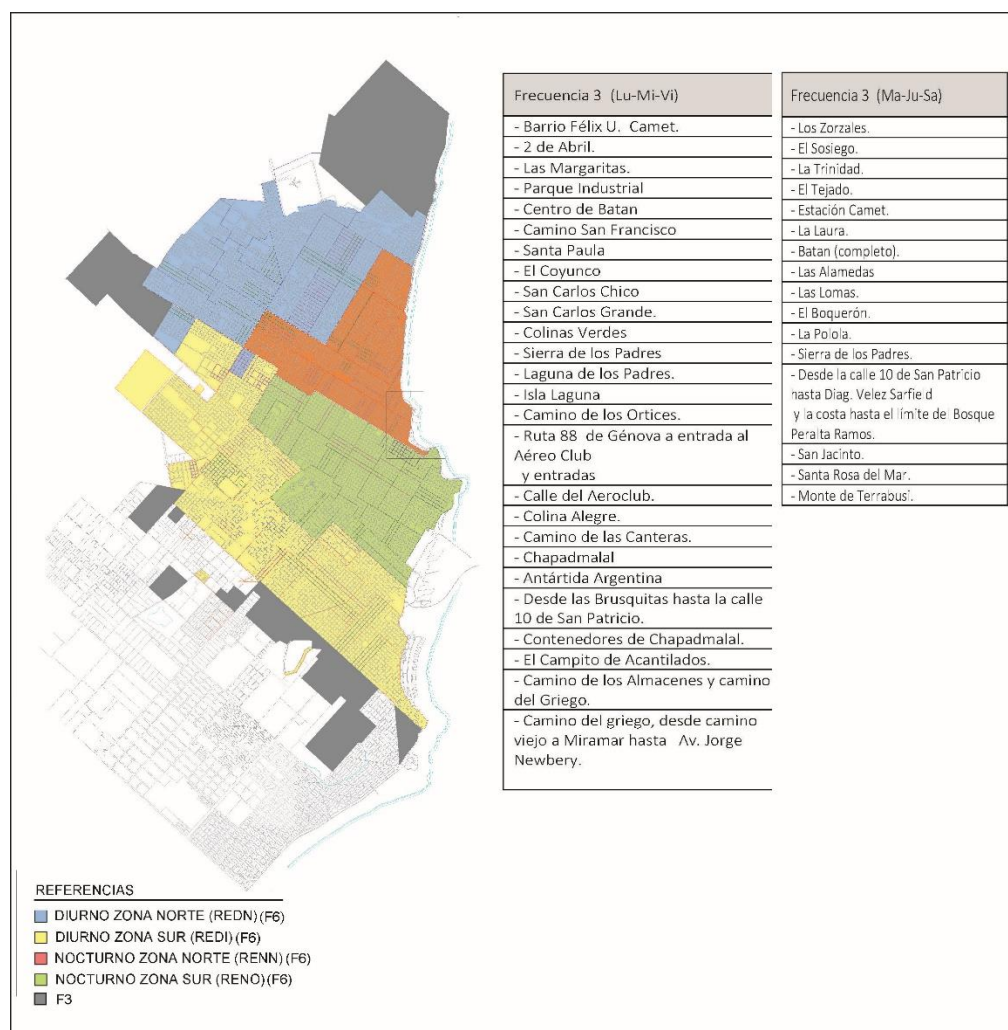 Frecuencia 3 (Lu-Mi-Vi)
- Barrio Félix U. Camet.
- 2 de Abril.
- Las Margaritas.
- Parque Industrial
- Centro de Batan
- Camino San Francisco
- Santa Paula
- El Coyunco
- San Carlos Chico
- San Carlos Grande.
- Colinas Verdes
- Sierra de los Padres
- Laguna de los Padres.
- Isla Laguna
- Camino de los Ortices.
- Ruta 88 de Génova a entrada al
Aéreo Club
y entradas
- Calle del Aeroclub.
- Colina Alegre.
- Camino de las Canteras.
- Chapadmalal
- Antártida Argentina
- Desde las Brusquitas hasta la calle
10 de San Patricio.
- Contenedores de Chapadmalal.
- El Campito de Acantilados.
- Camino de los Almacenes y camino
del Griego.
- Camino del griego, desde camino
viejo a Miramar hasta Av. Jorge
Newbery.
Frecuencia 3 (Ma-Ju-Sa)
- Los Zorzales.
- El Sosiego.
- La Trinidad.
- El Tejado.
- Estación Camet.
- La Laura.
- Batan (completo).
- Las Alamedas
- Las Lomas.
- El Boquerón.
- La Polola.
- Sierra de los Padres.
- Desde la calle 10 de San Patricio
hasta Diag. Velez Sarfie d
y la costa hasta el límite del Bosque
Peralta Ramos.
- San Jacinto.
- Santa Rosa del Mar.
- Monte de Terrabusi.
REFERENCIAS
DIURNO ZONA NORTE (REDN)(F6)
DIURNO ZONA SUR (REDI)(F6)
NOCTURNO ZONA NORTE (RENN)(F6)
NOCTURNO ZONA SUR (RENO)(F6)
F3